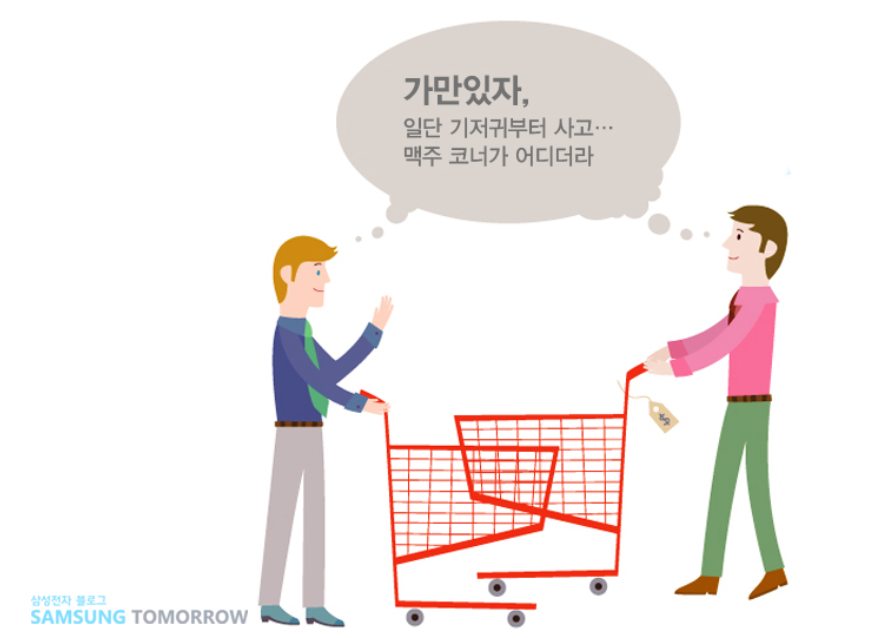 가만있자,
일단 기저귀부터 사고…
맥주 코너가 어디더라
삼성전자 블로그
SAMSUNG TOMORROW